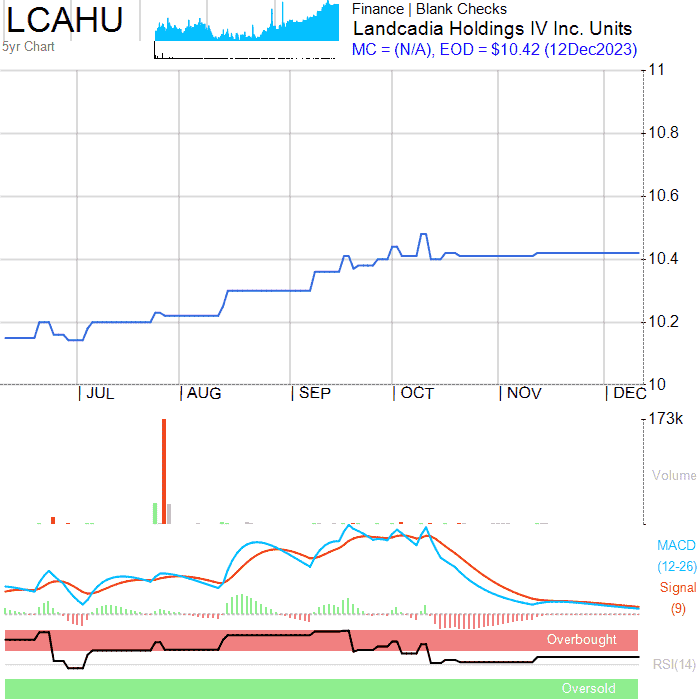 LCAHU
5yr Chart
Finance | Blank Checks
Landcadia Holdings IV Inc. Units
MC = (N/A), EOD = $10.42 (12Dec2023)
11
10.8
10.6
10.4
10.2
10
| JUL
| AUG
| SEP
| OCT
| NOV
| DEC
173k
Volume
MACD
(12-26)
Signal
(9)
Overbought
RSI(14)
Oversold